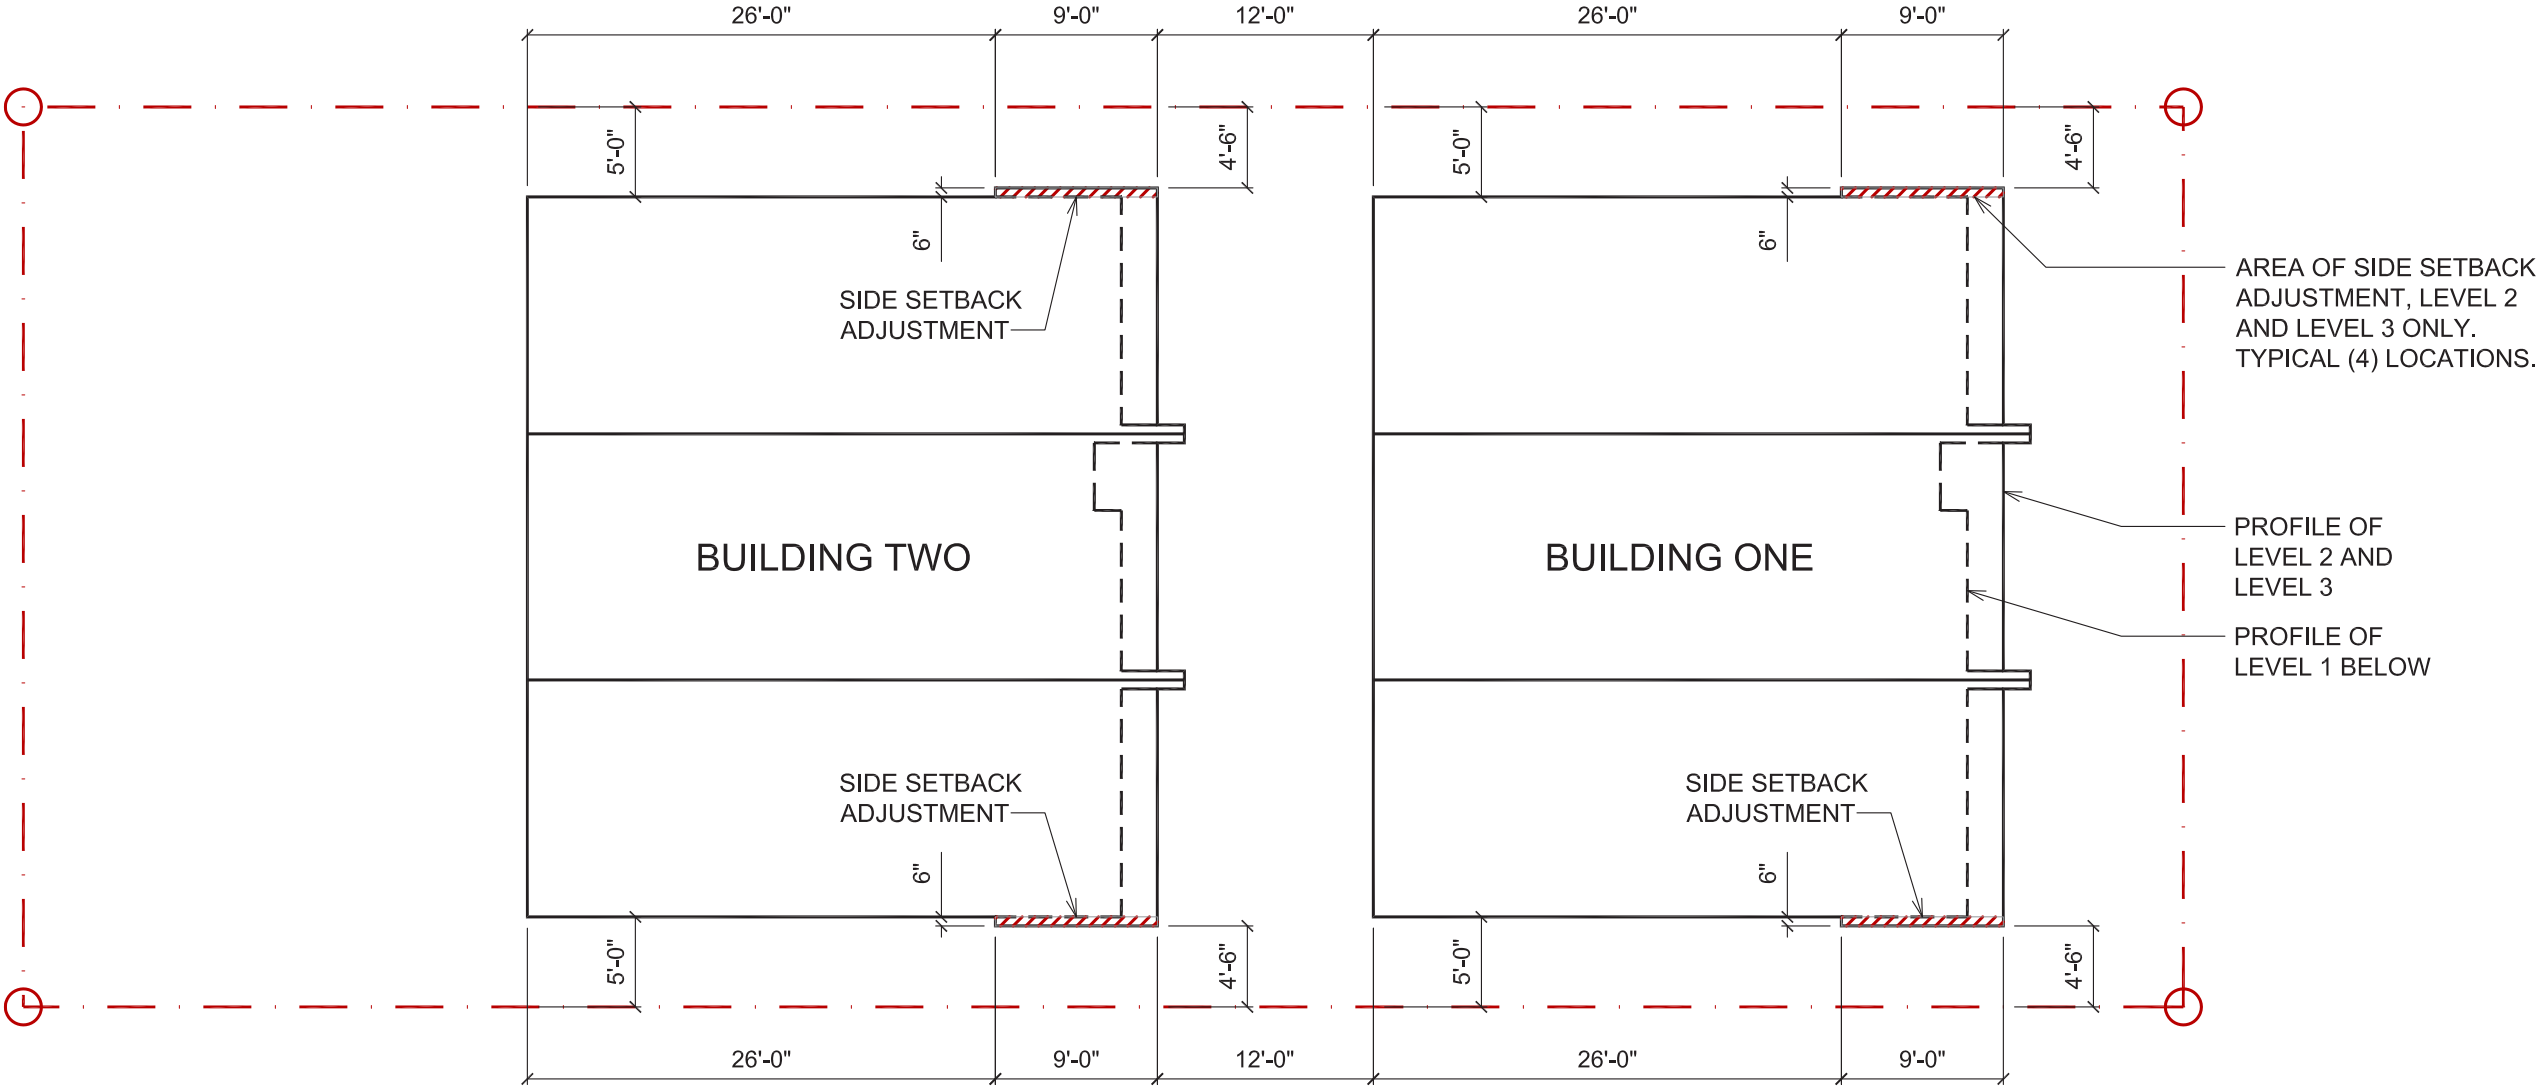 26'-0" 9'-0" 12'-0" 26'-0" 9'-0"
5'-0" 4'-6" 5'-0" 4'-6"
6" 6"
SIDE SETBACK
ADJUSTMENT
AREA OF SIDE SETBACK
ADJUSTMENT, LEVEL 2
AND LEVEL 3 ONLY.
TYPICAL (4) LOCATIONS.
BUILDING TWO
BUILDING ONE
PROFILE OF
LEVEL 2 AND
LEVEL 3
PROFILE OF
LEVEL 1 BELOW
SIDE SETBACK
ADJUSTMENT
SIDE SETBACK
ADJUSTMENT
6" 6"
5'-0" 4'-6" 5'-0" 4'-6"
26'-0" 9'-0" 12'-0" 26'-0" 9'-0"